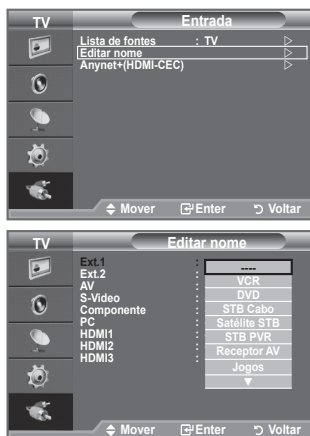 TV Entrada
Lista de fontes : TV
Editar nome
Anynet+(HDMI-CEC)
Mover Enter Voltar
TV Editar nome
Ext.1 : ----
Ext.2 : VCR
AV : DVD
S-Video : STB Cabo
Componente : Satélite STB
PC : STB PVR
HDMI1 : Receptor AV
HDMI2 : Jogos
HDMI3 :
Mover Enter Voltar